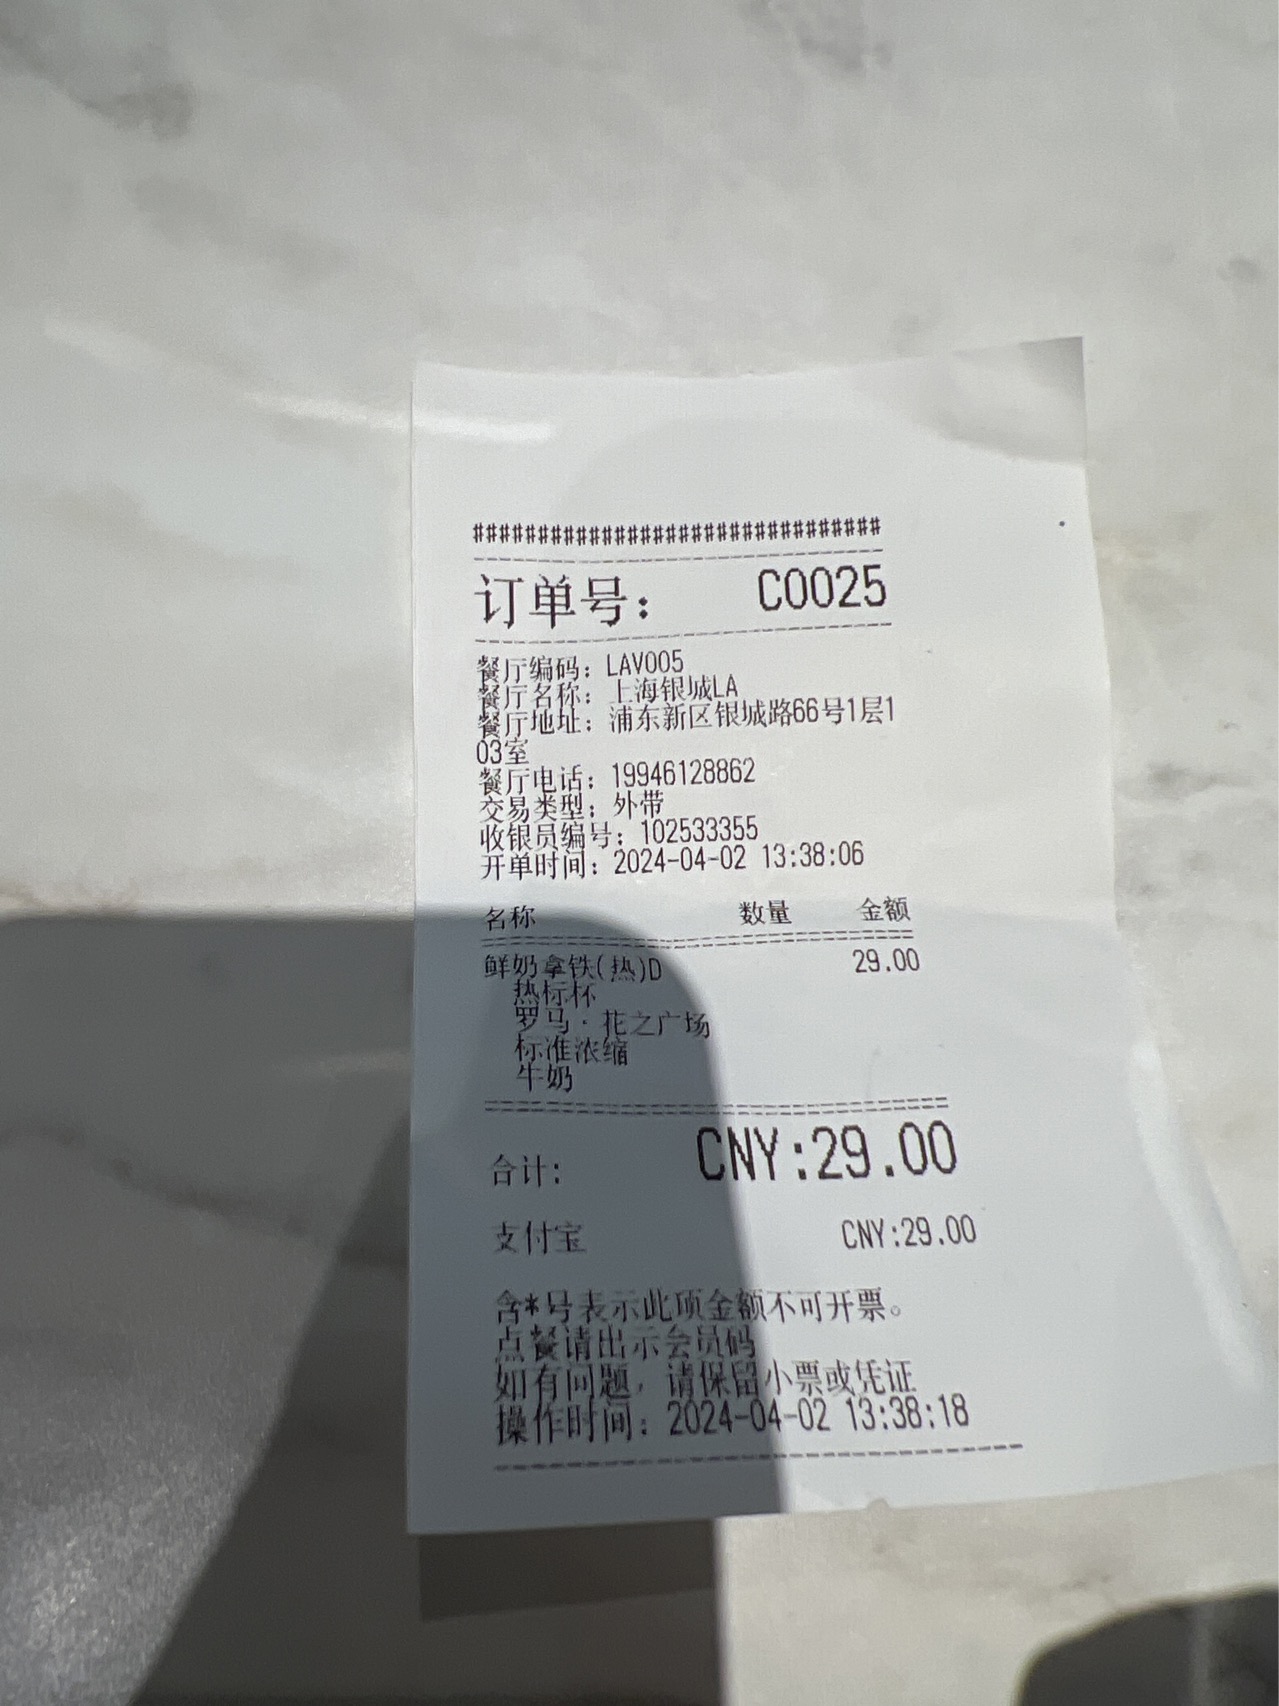 ################################
订单号： C0025
餐厅编码：LAV005
餐厅名称：上海银城LA
餐厅地址：浦东新区银城路66号1层1
03室
餐厅电话：19946128862
交易类型：外带
收银员编号：102533355
开单时间：2024-04-02 13:38:06
名称 数量 金额
鲜奶拿铁(热)D 29.00
热标杯
罗马·花之广场
标准浓缩
牛奶
合计： CNY:29.00
支付宝 CNY:29.00
含*号表示此项金额不可开票。
点餐请出示会员码
如有问题，请保留小票或凭证
操作时间：2024-04-02 13:38:18